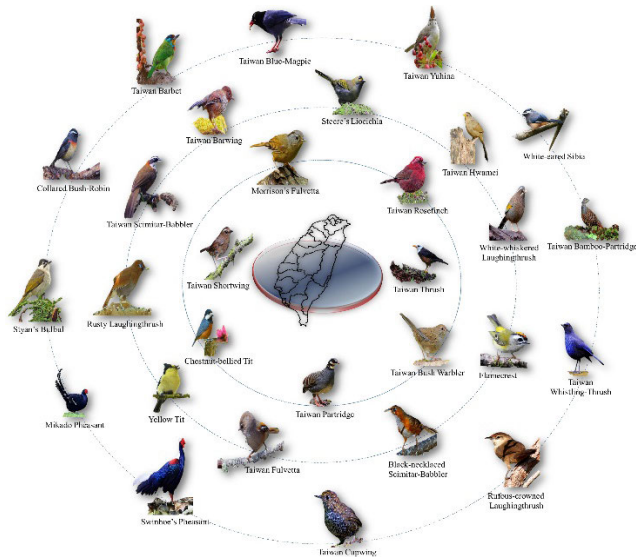 Taiwan Blue-Magpie
Taiwan Yuhina
Taiwan Barbet
Steere's Liocichla
Taiwan Barwing
White-eared Sibia
Taiwan Hwamei
Morrison's Fulvetta
Collared Bush-Robin
Taiwan Rosefinch
Taiwan Scimitar-Babbler
White-whiskered
Laughingthrush
Taiwan Bamboo-Partridge
Taiwan Shortwing
Taiwan Thrush
Styan's Bulbul
Rusty Laughingthrush
Chestnut-bellied Tit
Taiwan Bush Warbler
Flamecrest
Taiwan
Whistling-Thrush
Mikado Pheasant
Yellow Tit
Taiwan Partridge
Taiwan Fulvetta
Black-necklaced
Scimitar-Babbler
Rufous-crowned
Laughingthrush
Swinhoe's Pheasant
Taiwan Cupwing